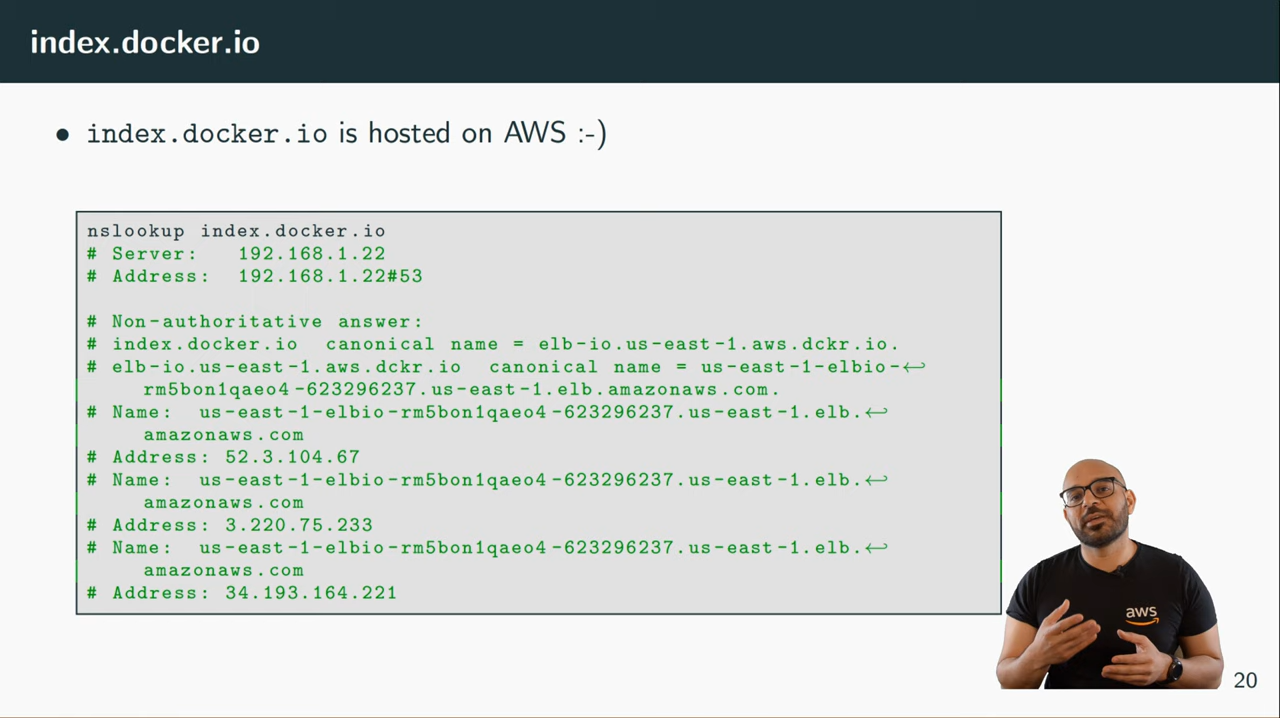 index.docker.io
• index.docker.io is hosted on AWS :-)
nslookup index.docker.io
# Server: 192.168.1.22
# Address: 192.168.1.22#53
# Non-authoritative answer:
# index.docker.io canonical name = elb-io.us-east-1.aws.dckr.io.
# elb-io.us-east-1.aws.dckr.io canonical name = us-east-1-elbio-↩
rm5bon1qaeo4-623296237.us-east-1.elb.amazonaws.com.
# Name: us-east-1-elbio-rm5bon1qaeo4-623296237.us-east-1.elb.↩
amazonaws.com
# Address: 52.3.104.67
# Name: us-east-1-elbio-rm5bon1qaeo4-623296237.us-east-1.elb.↩
amazonaws.com
# Address: 3.220.75.233
# Name: us-east-1-elbio-rm5bon1qaeo4-623296237.us-east-1.elb.↩
amazonaws.com
# Address: 34.193.164.221
aws
20